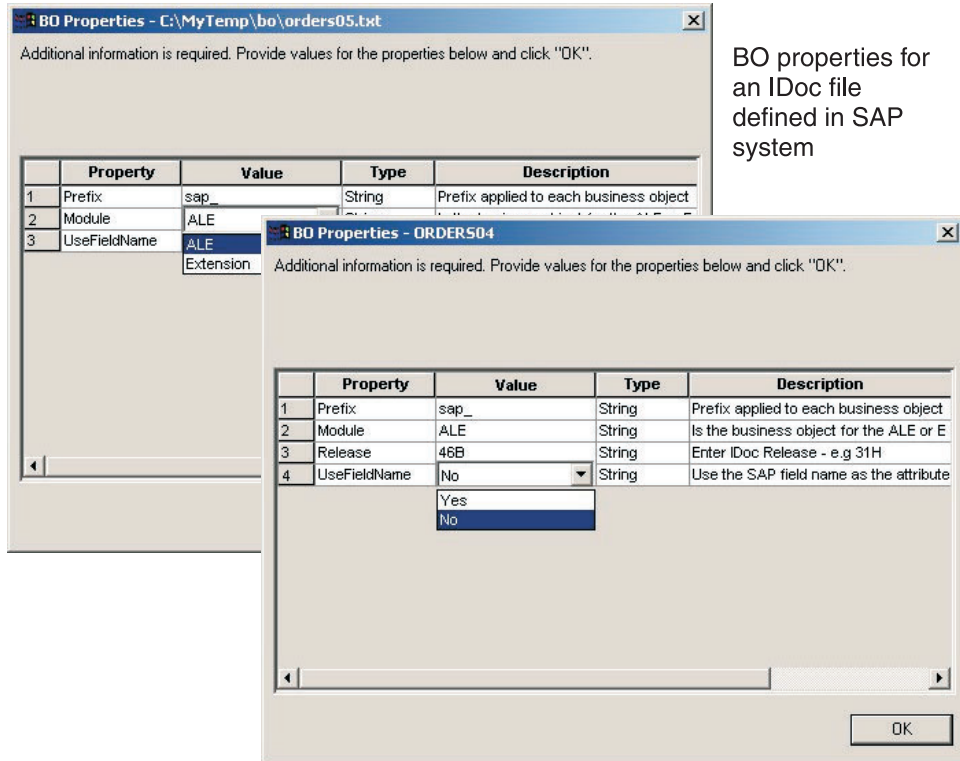 BO Properties - C:\MyTemp\bo\orders05.txt
Additional information is required. Provide values for the properties below and click "OK".
BO properties for
an IDoc file
defined in SAP
system
Property Value Type Description
1 Prefix sap_ String Prefix applied to each business object
2 Module ALE
3 UseFieldName
ALE
Extension
BO Properties - ORDERS04
Additional information is required. Provide values for the properties below and click "OK".
Property Value Type Description
1 Prefix sap_ String Prefix applied to each business object
2 Module ALE String Is the business object for the ALE or E
3 Release 46B String Enter IDoc Release - e.g 31H
4 UseFieldName No String Use the SAP field name as the attribute
Yes
No
OK